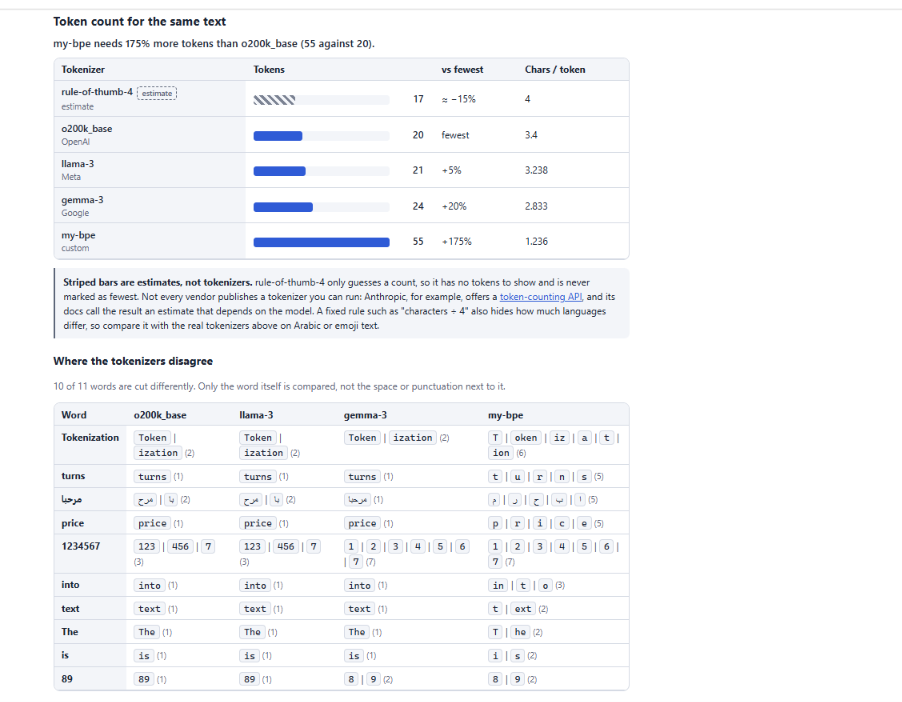 Token count for the same text
my-bpe needs 175% more tokens than o200k_base (55 against 20).
Tokenizer Tokens vs fewest Chars / token
rule-of-thumb-4 estimate
estimate
17 ≈ −15% 4
o200k_base
OpenAI
20 fewest 3.4
llama-3
Meta
21 +5% 3.238
gemma-3
Google
24 +20% 2.833
my-bpe
custom
55 +175% 1.236
Striped bars are estimates, not tokenizers. rule-of-thumb-4 only guesses a count, so it has no tokens to show and is never
marked as fewest. Not every vendor publishes a tokenizer you can run: Anthropic, for example, offers a token-counting API, and its
docs call the result an estimate that depends on the model. A fixed rule such as "characters ÷ 4" also hides how much languages
differ, so compare it with the real tokenizers above on Arabic or emoji text.
Where the tokenizers disagree
10 of 11 words are cut differently. Only the word itself is compared, not the space or punctuation next to it.
Word o200k_base llama-3 gemma-3 my-bpe
Tokenization Token | Token | Token | ization (2) T | oken | iz | a | t |
ization (2) ization (2) ion (6)
turns turns (1) turns (1) turns (1) t | u | r | n | s (5)
مرحبا مرح | با (2) مرح | با (2) مرحبا (1) م | ر | ح | ب | ا (5)
price price (1) price (1) price (1) p | r | i | c | e (5)
1234567 123 | 456 | 7 123 | 456 | 7 1 | 2 | 3 | 4 | 5 | 6 1 | 2 | 3 | 4 | 5 | 6 |
(3) (3) | 7 (7) 7 (7)
into into (1) into (1) into (1) in | t | o (3)
text text (1) text (1) text (1) t | ext (2)
The The (1) The (1) The (1) T | he (2)
is is (1) is (1) is (1) i | s (2)
89 89 (1) 89 (1) 8 | 9 (2) 8 | 9 (2)